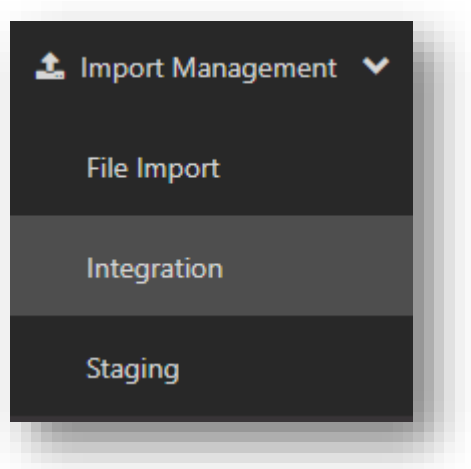 Import Management
File Import
Integration
Staging